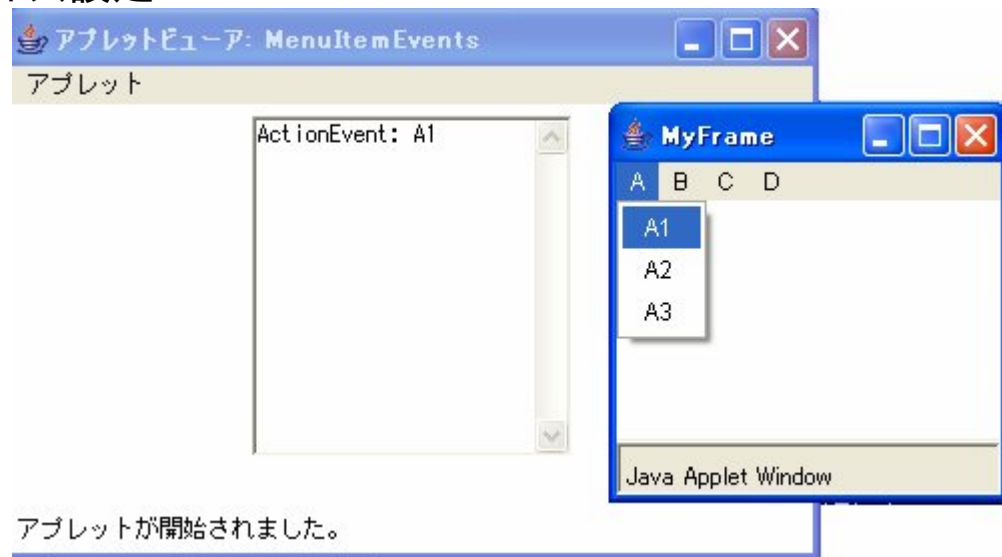 アプレットビューア: MenuItemEvents
アプレット
ActionEvent: A1
MyFrame
A B C D
A1
A2
A3
Java Applet Window
アプレットが開始されました。